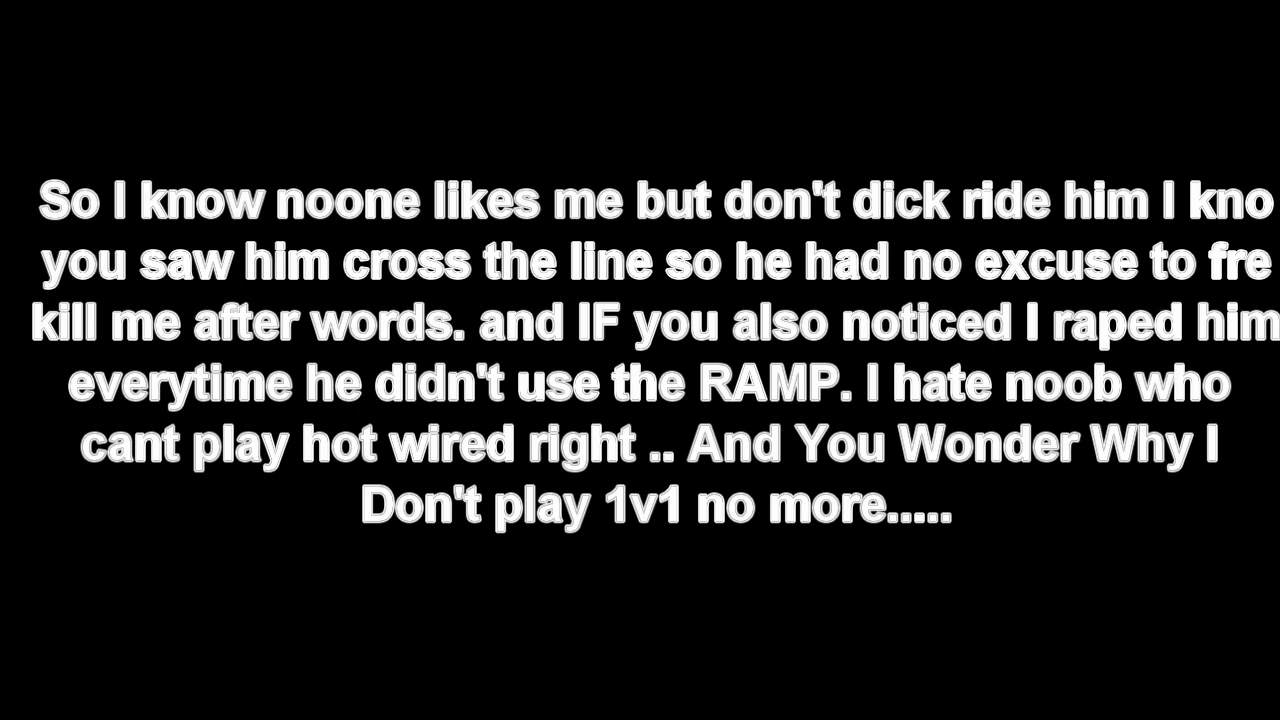 So I know noone likes me but don't dick ride him I kno
you saw him cross the line so he had no excuse to fre
kill me after words. and IF you also noticed I raped him
everytime he didn't use the RAMP. I hate noob who
cant play hot wired right .. And You Wonder Why I
Don't play 1v1 no more.....